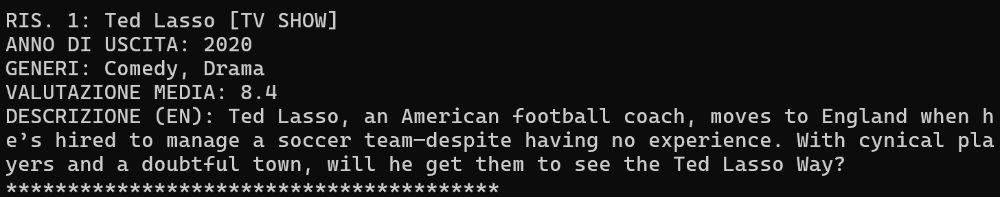 RIS. 1: Ted Lasso [TV SHOW]
ANNO DI USCITA: 2020
GENERI: Comedy, Drama
VALUTAZIONE MEDIA: 8.4
DESCRIZIONE (EN): Ted Lasso, an American football coach, moves to England when h
e’s hired to manage a soccer team—despite having no experience. With cynical pla
yers and a doubtful town, will he get them to see the Ted Lasso Way?
****************************************